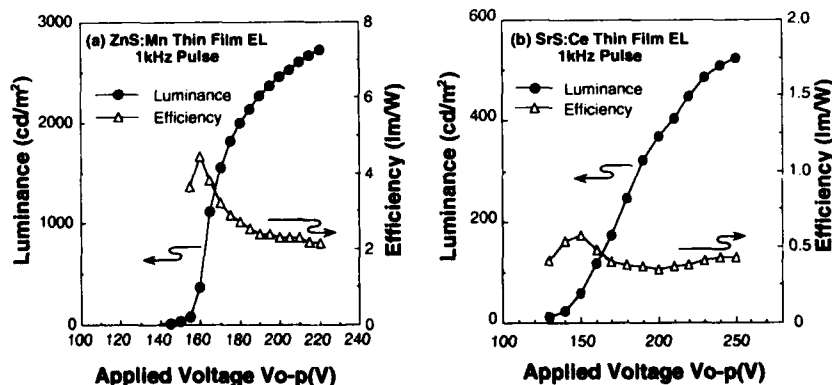 (a) ZnS:Mn Thin Film EL
1kHz Pulse
Luminance
Efficiency
Luminance (cd/m²)
3000
2000
1000
0
Efficiency (lm/W)
8
6
4
2
0
100 120 140 160 180 200 220 240
Applied Voltage Vo-p(V)
(b) SrS:Ce Thin Film EL
1kHz Pulse
Luminance
Efficiency
Luminance (cd/m²)
600
400
200
0
Efficiency (lm/W)
2.0
1.5
1.0
0.5
0
100 150 200 250
Applied Voltage Vo-p(V)